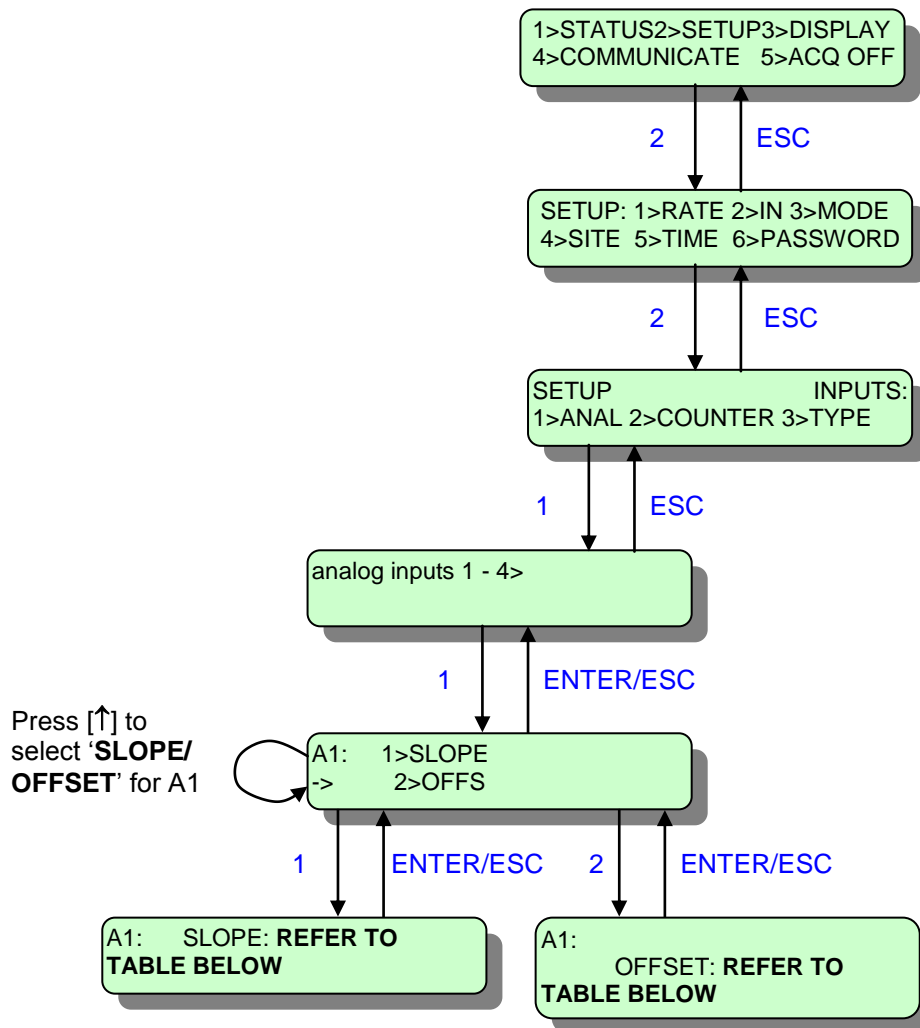 1>STATUS2>SETUP3>DISPLAY
4>COMMUNICATE 5>ACQ OFF
2 ESC
SETUP: 1>RATE 2>IN 3>MODE
4>SITE 5>TIME 6>PASSWORD
2 ESC
SETUP INPUTS:
1>ANAL 2>COUNTER 3>TYPE
1 ESC
analog inputs 1 - 4>
1 ENTER/ESC
Press [↑] to
select ‘SLOPE/
OFFSET’ for A1
A1: 1>SLOPE
-> 2>OFFS
1 ENTER/ESC 2 ENTER/ESC
A1: SLOPE: REFER TO
TABLE BELOW
A1:
OFFSET: REFER TO
TABLE BELOW